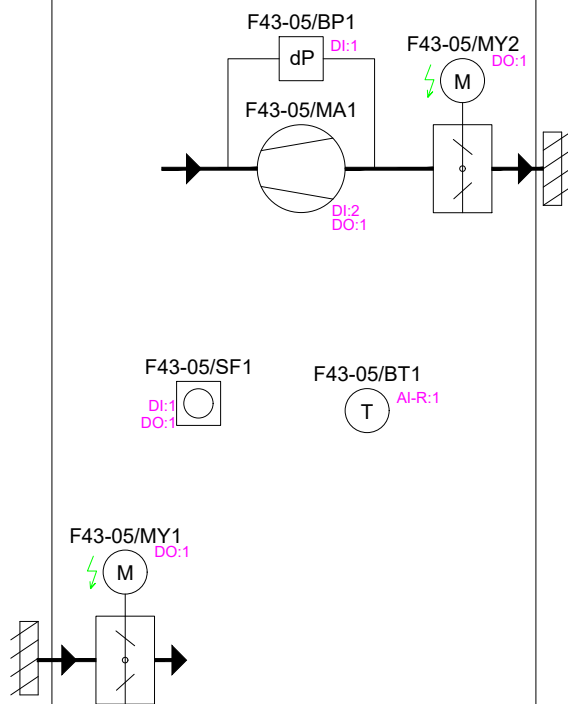 F43-05/BP1
DI:1
dP
F43-05/MY2
DO:1
M
F43-05/MA1
DI:2
DO:1
F43-05/SF1
DI:1
DO:1
F43-05/BT1
AI-R:1
T
F43-05/MY1
DO:1
M